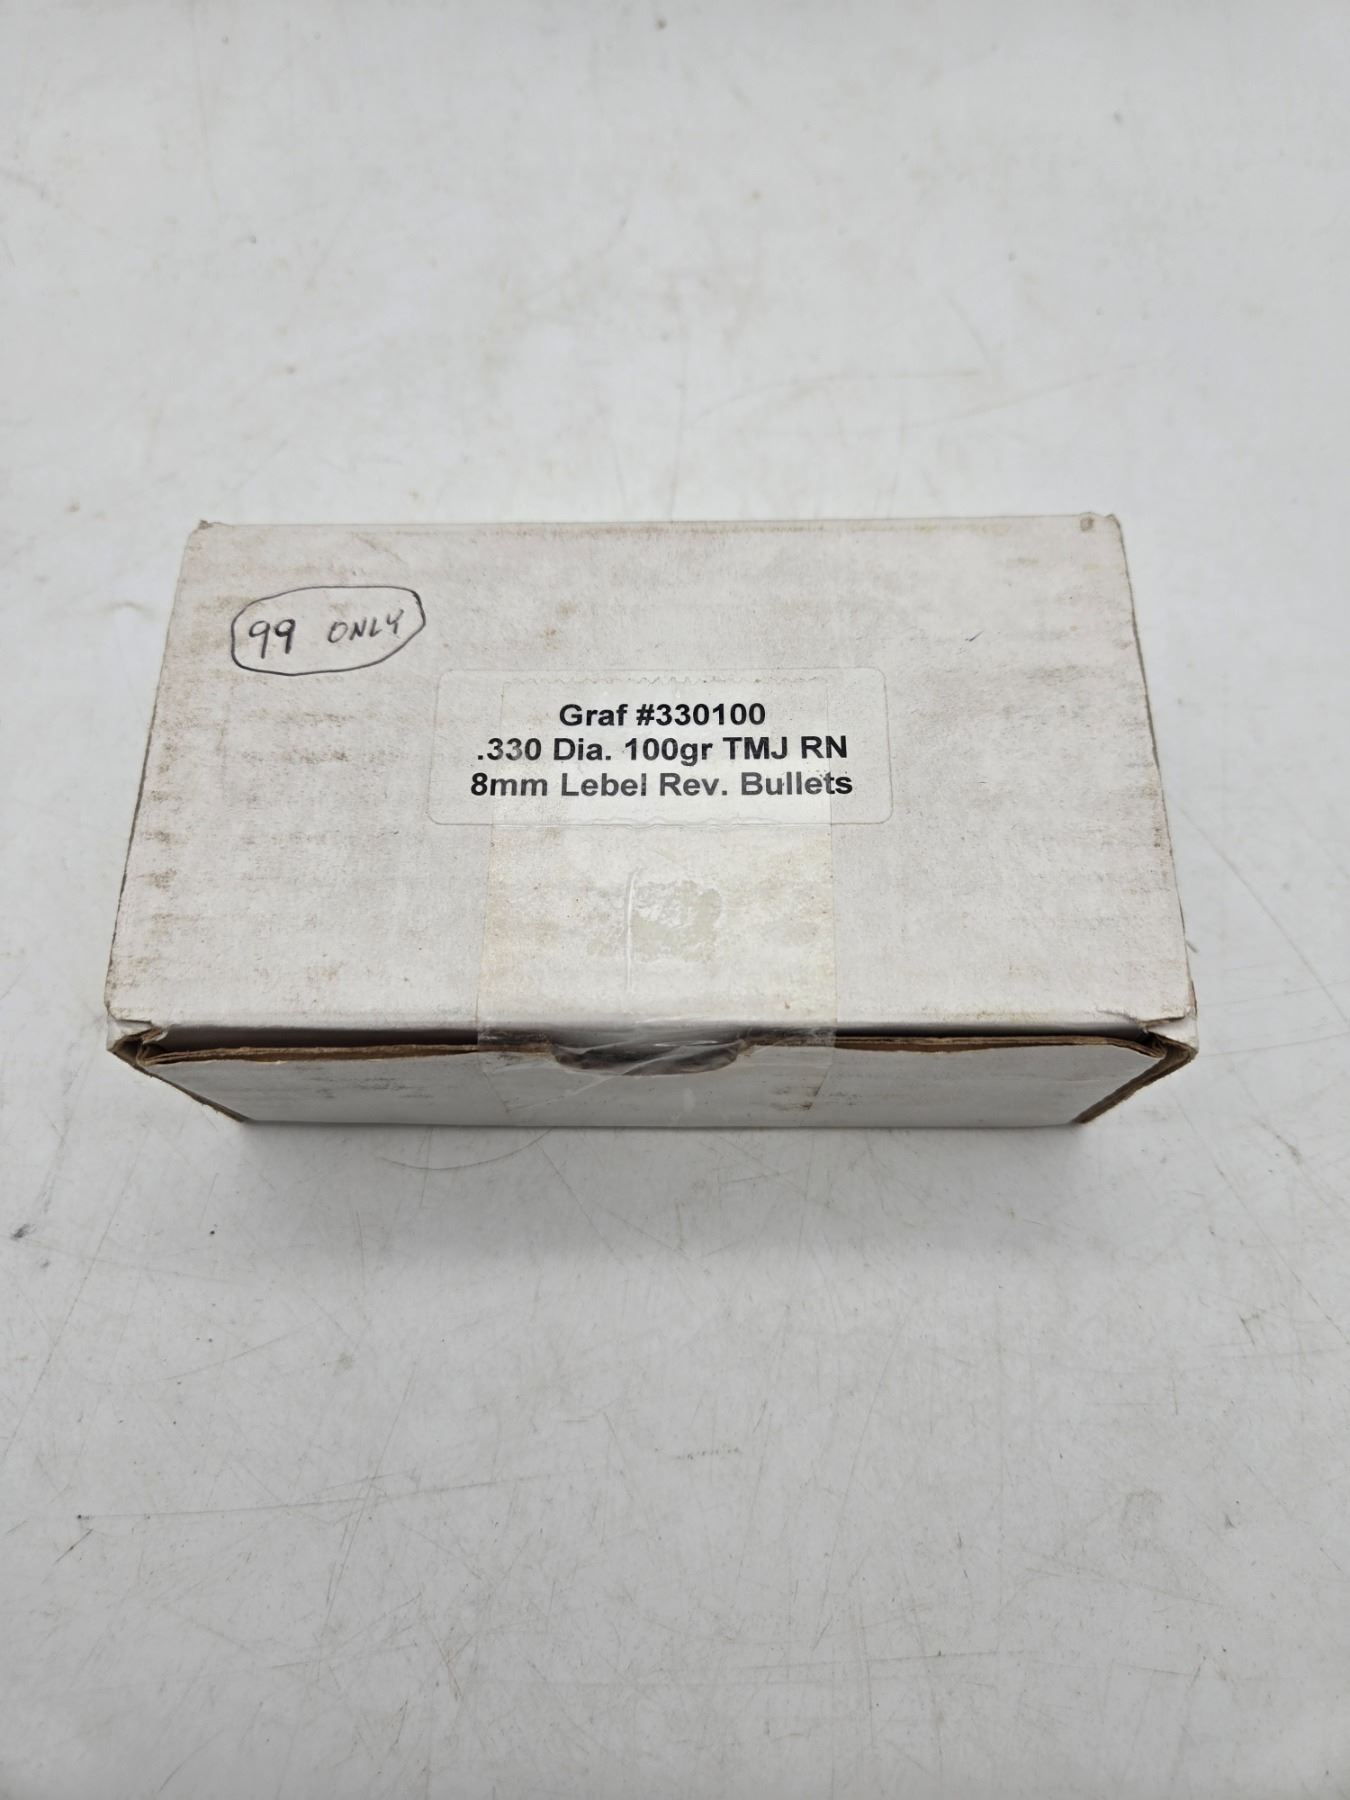 99 ONLY
Graf #330100
.330 Dia. 100gr TMJ RN
8mm Lebel Rev. Bullets